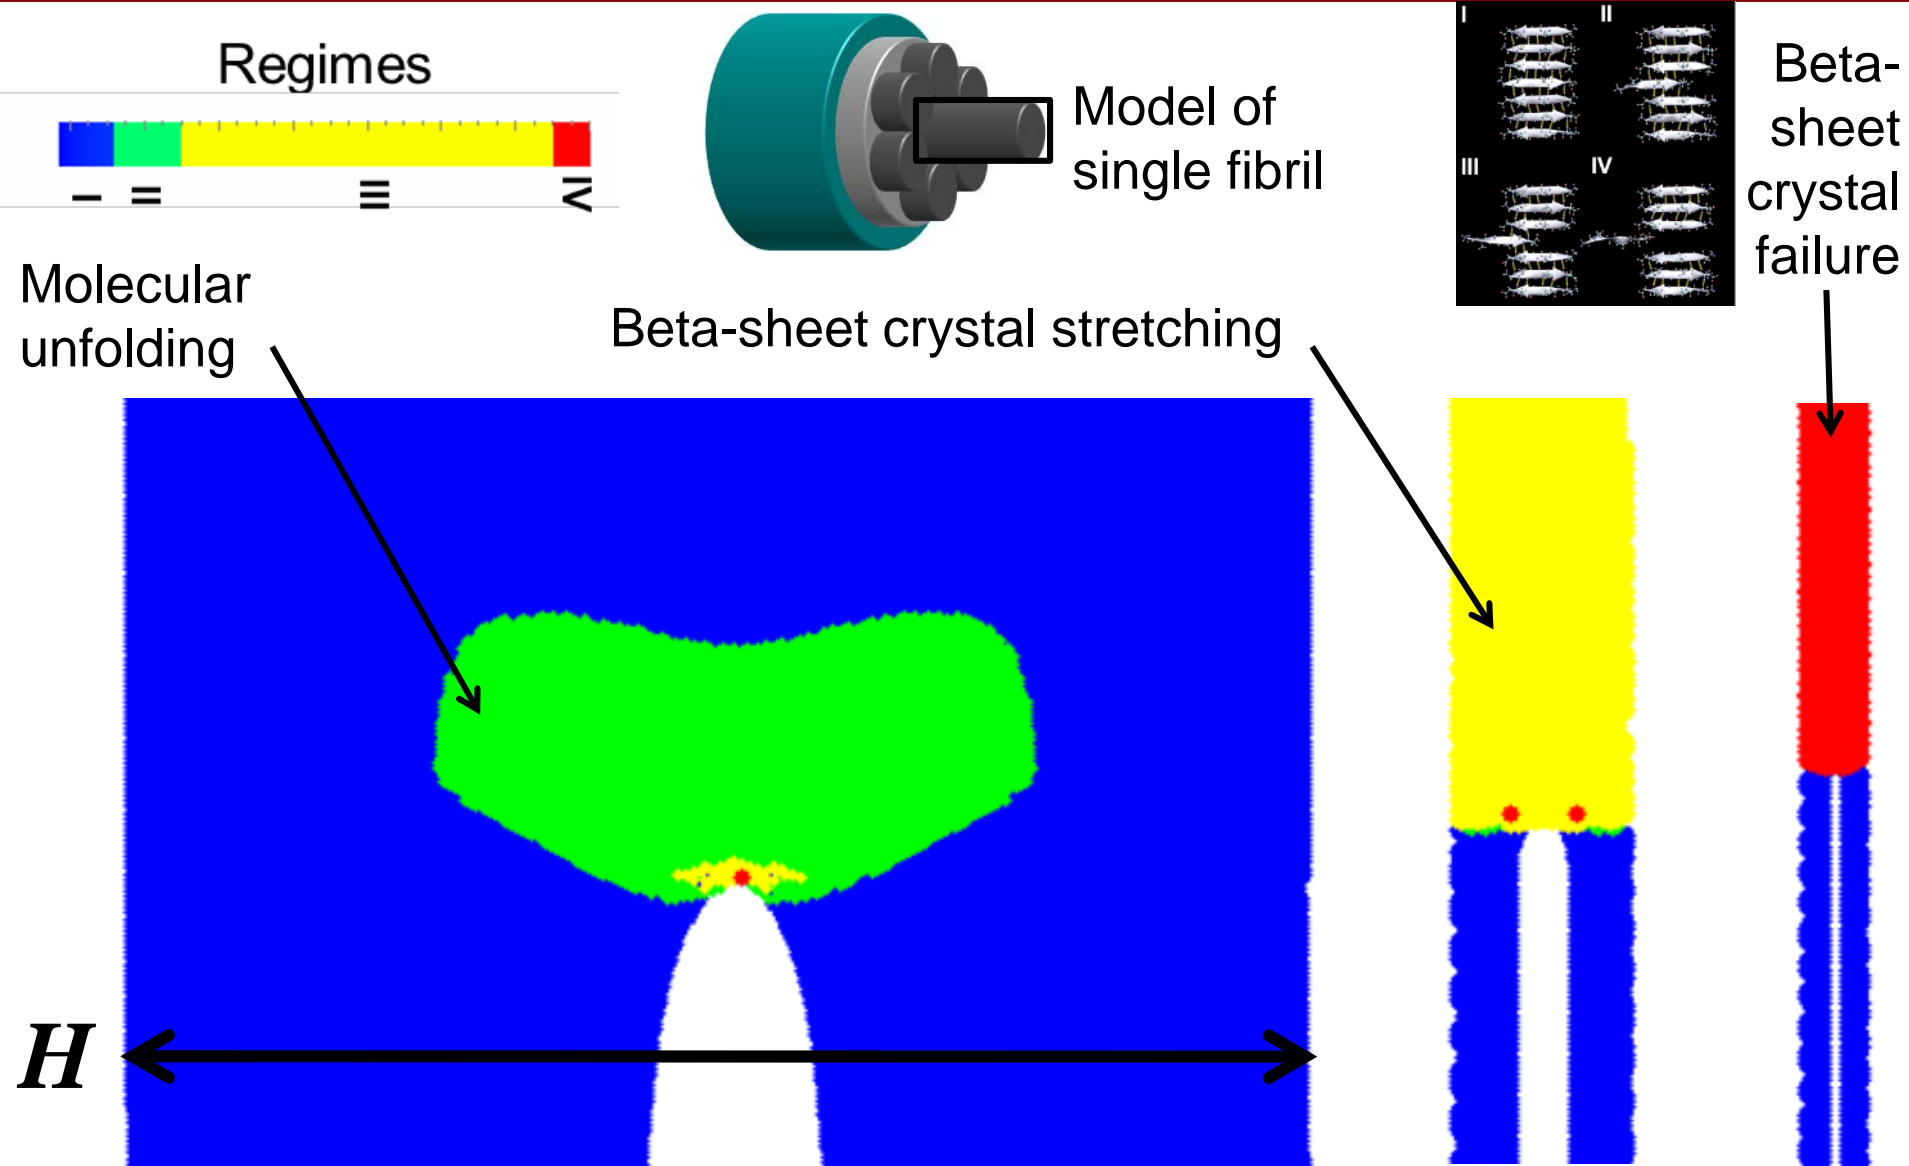 Regimes
I
II
III
IV
Model of
single fibril
I
II
III
IV
Beta-
sheet
crystal
failure
Molecular
unfolding
Beta-sheet crystal stretching
H